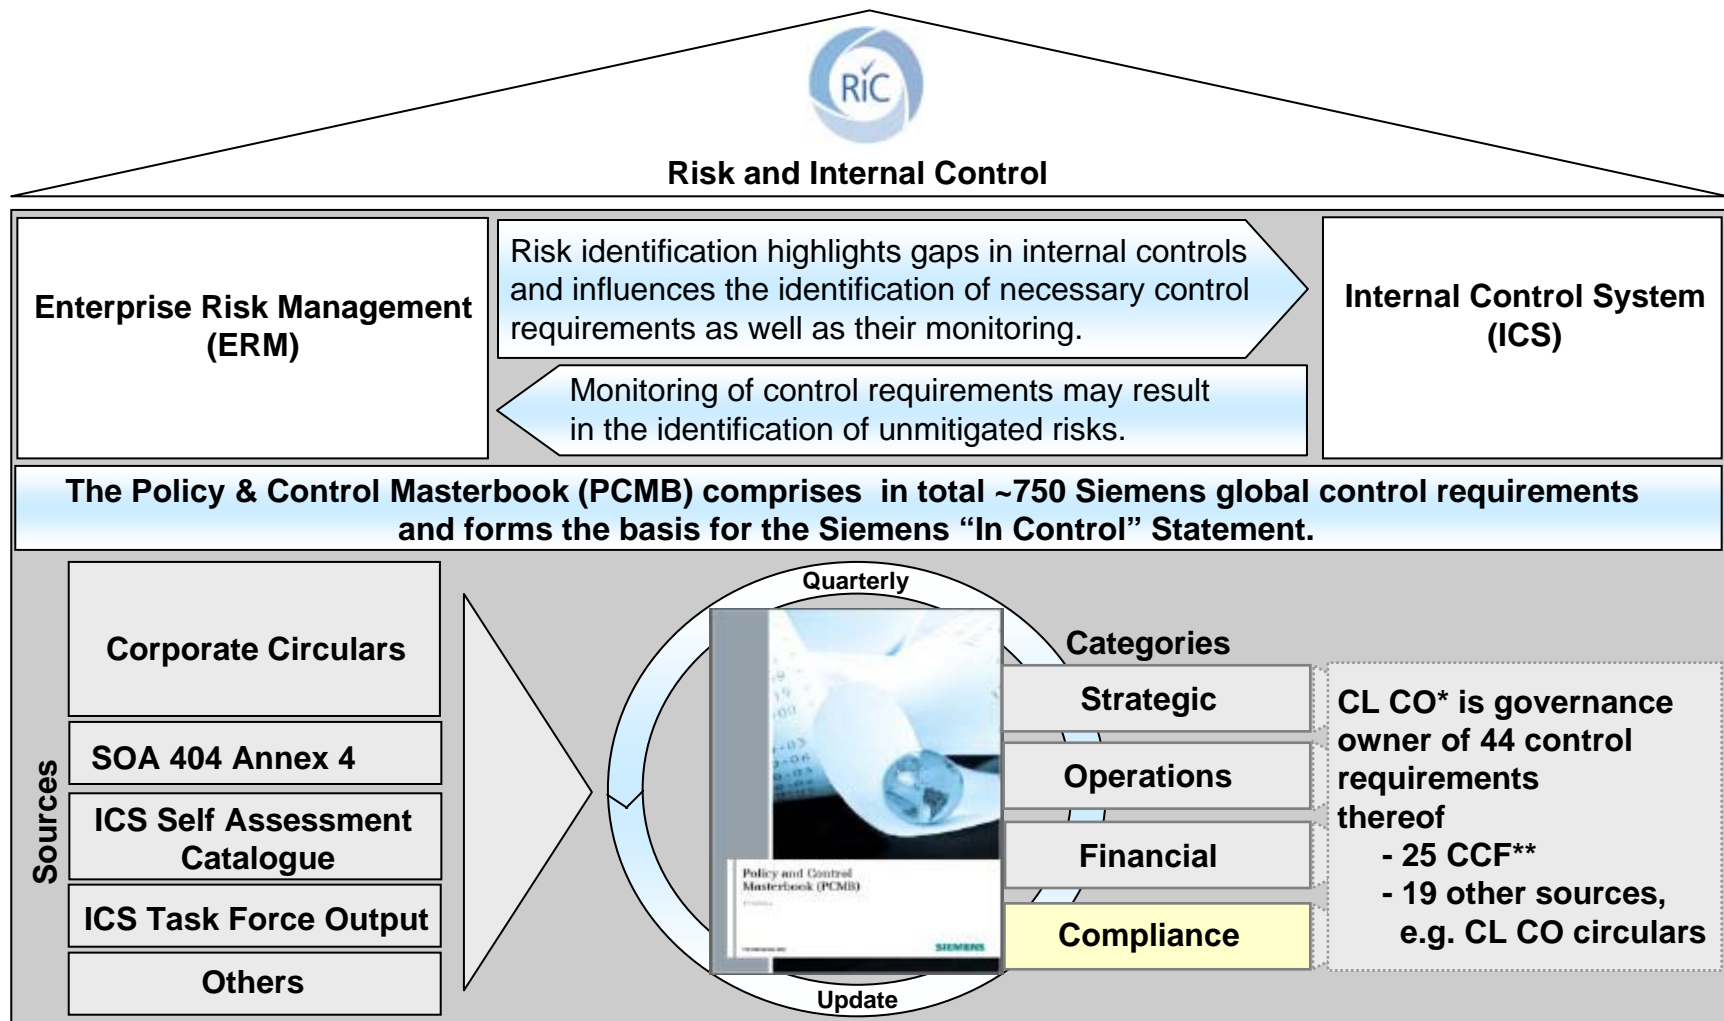 RiC
Risk and Internal Control
Enterprise Risk Management
(ERM)
Risk identification highlights gaps in internal controls
and influences the identification of necessary control
requirements as well as their monitoring.
Monitoring of control requirements may result
in the identification of unmitigated risks.
Internal Control System
(ICS)
The Policy & Control Masterbook (PCMB) comprises in total ~750 Siemens global control requirements
and forms the basis for the Siemens “In Control” Statement.
Sources
Corporate Circulars
SOA 404 Annex 4
ICS Self Assessment
Catalogue
ICS Task Force Output
Others
Quarterly
Policy and Control
Masterbook (PCMB)
SIEMENS
Update
Categories
Strategic
Operations
Financial
Compliance
CL CO* is governance
owner of 44 control
requirements
thereof
- 25 CCF**
- 19 other sources,
e.g. CL CO circulars